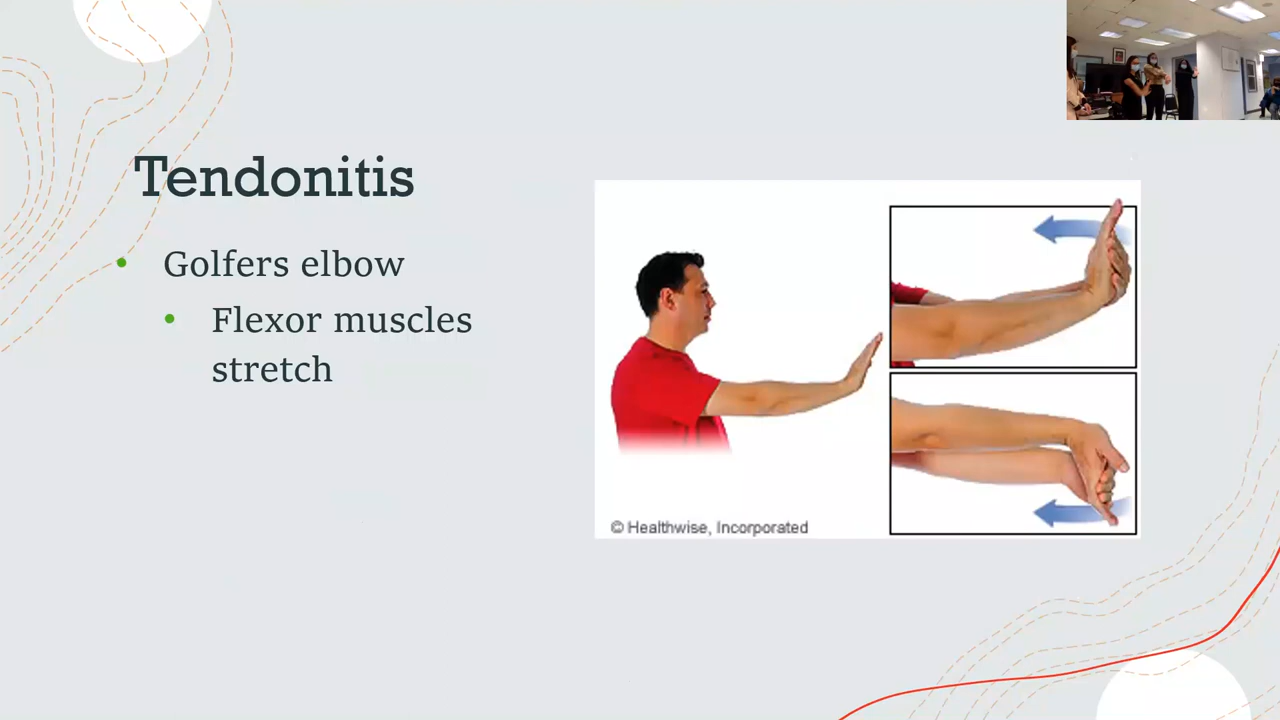 Tendonitis
Golfers elbow
Flexor muscles
stretch
© Healthwise, Incorporated